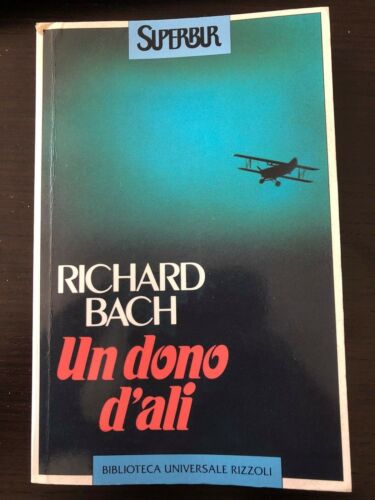 SUPERBUR
RICHARD
BACH
Un dono
d'ali
BIBLIOTECA UNIVERSALE RIZZOLI